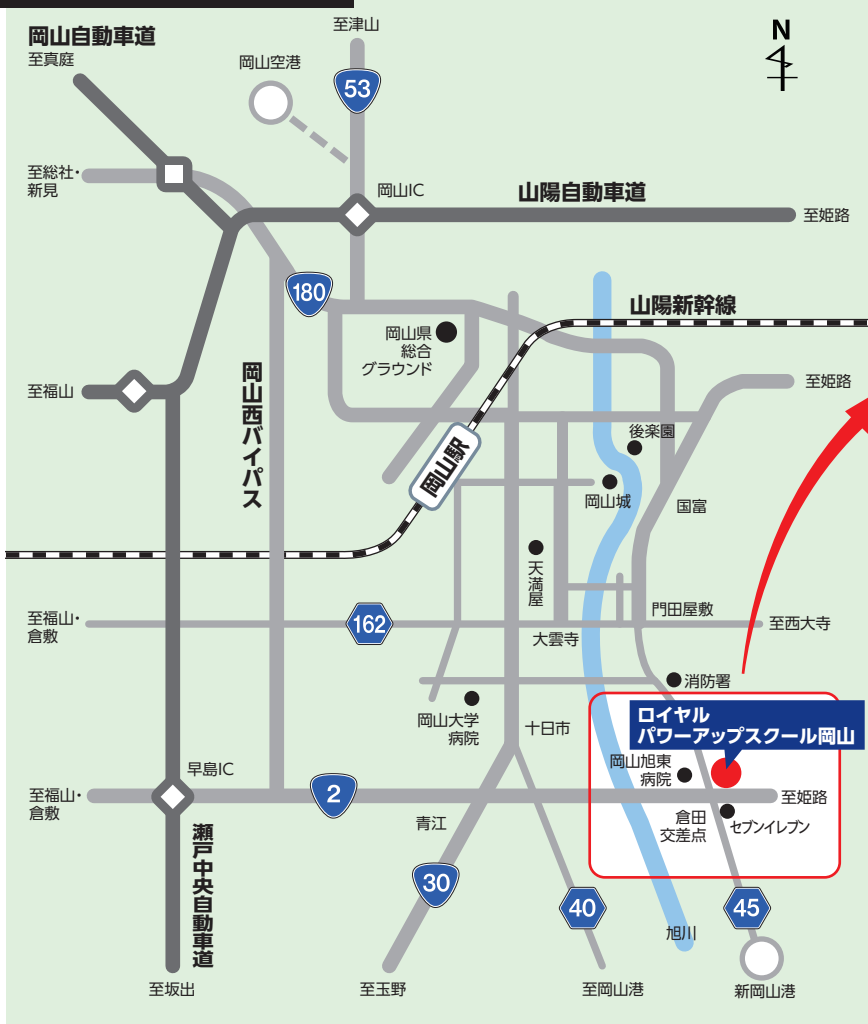 岡山自動車道
至真庭
至津山
岡山空港
N
53
至総社・
新見
岡山IC
山陽自動車道
至姫路
180
山陽新幹線
岡山県
総合
グラウンド
至福山
岡山西バイパス
至姫路
後楽園
岡山駅
岡山城
国富
天満屋
門田屋敷
至福山・
倉敷
162
大雲寺
至西大寺
消防署
岡山大学
病院
十日市
ロイヤル
パワーアップスクール岡山
岡山旭東
病院
早島IC
至福山・
倉敷
2
至姫路
青江
倉田
交差点
セブンイレブン
瀬戸中央自動車道
30
40
45
旭川
至坂出
至玉野
至岡山港
新岡山港